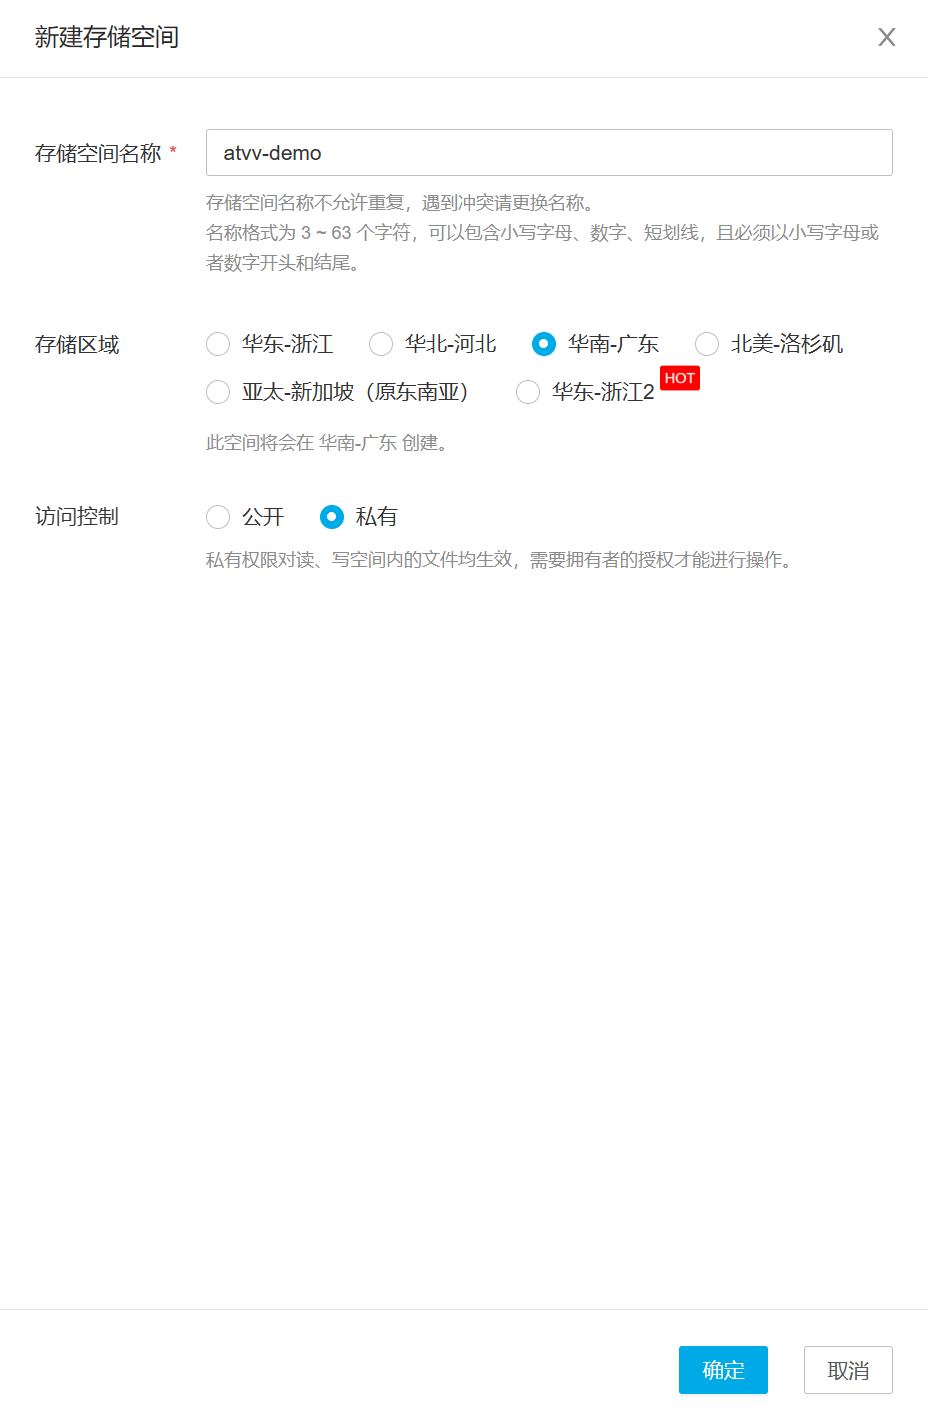 新建存储空间
存储空间名称 *
atvv-demo
存储空间名称不允许重复，遇到冲突请更换名称。
名称格式为 3 ~ 63 个字符，可以包含小写字母、数字、短划线，且必须以小写字母或
者数字开头和结尾。
存储区域
华东-浙江 华北-河北 华南-广东 北美-洛杉矶
亚太-新加坡（原东南亚） 华东-浙江2 HOT
此空间将会在 华南-广东 创建。
访问控制
公开 私有
私有权限对读、写空间内的文件均生效，需要拥有者的授权才能进行操作。
确定 取消